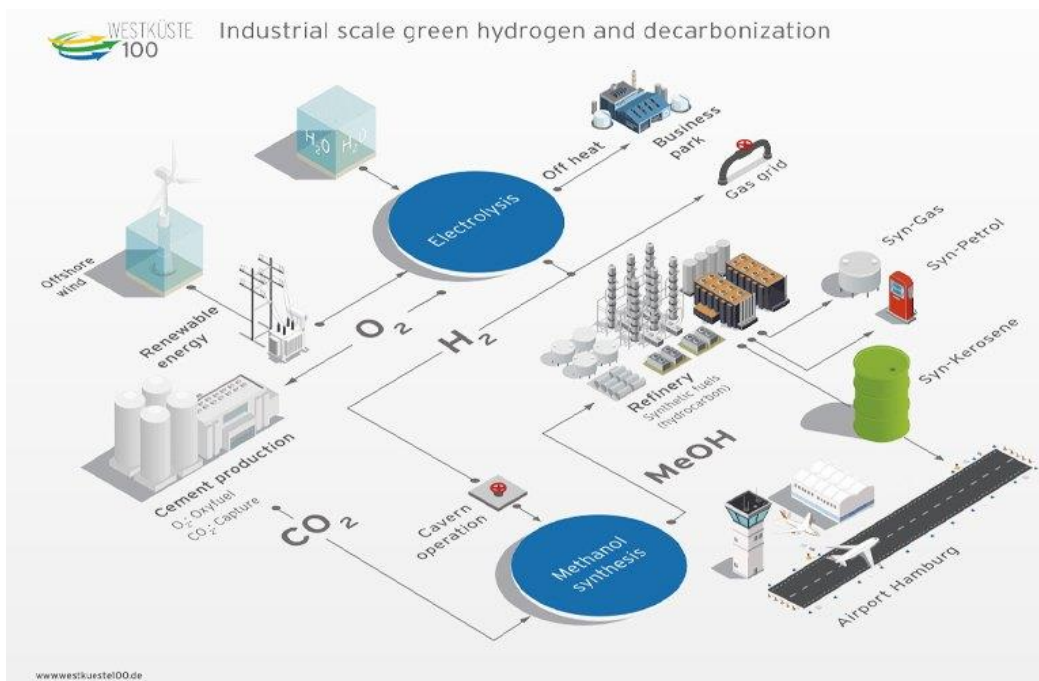 WESTKÜSTE
100
Industrial scale green hydrogen and decarbonization
H₂O H₂O
Electrolysis
Off heat
Business
park
Gas grid
Offshore
wind
Renewable
energy
O₂
H₂
Syn-Gas
Syn-Petrol
Syn-Kerosene
Refinery
Synthetic fuels
(hydrocarbon)
MeOH
Cement production
O₂-Oxyfuel
CO₂-Capture
CO₂
Cavern
operation
Methanol
synthesis
Airport Hamburg
www.westkueste100.de